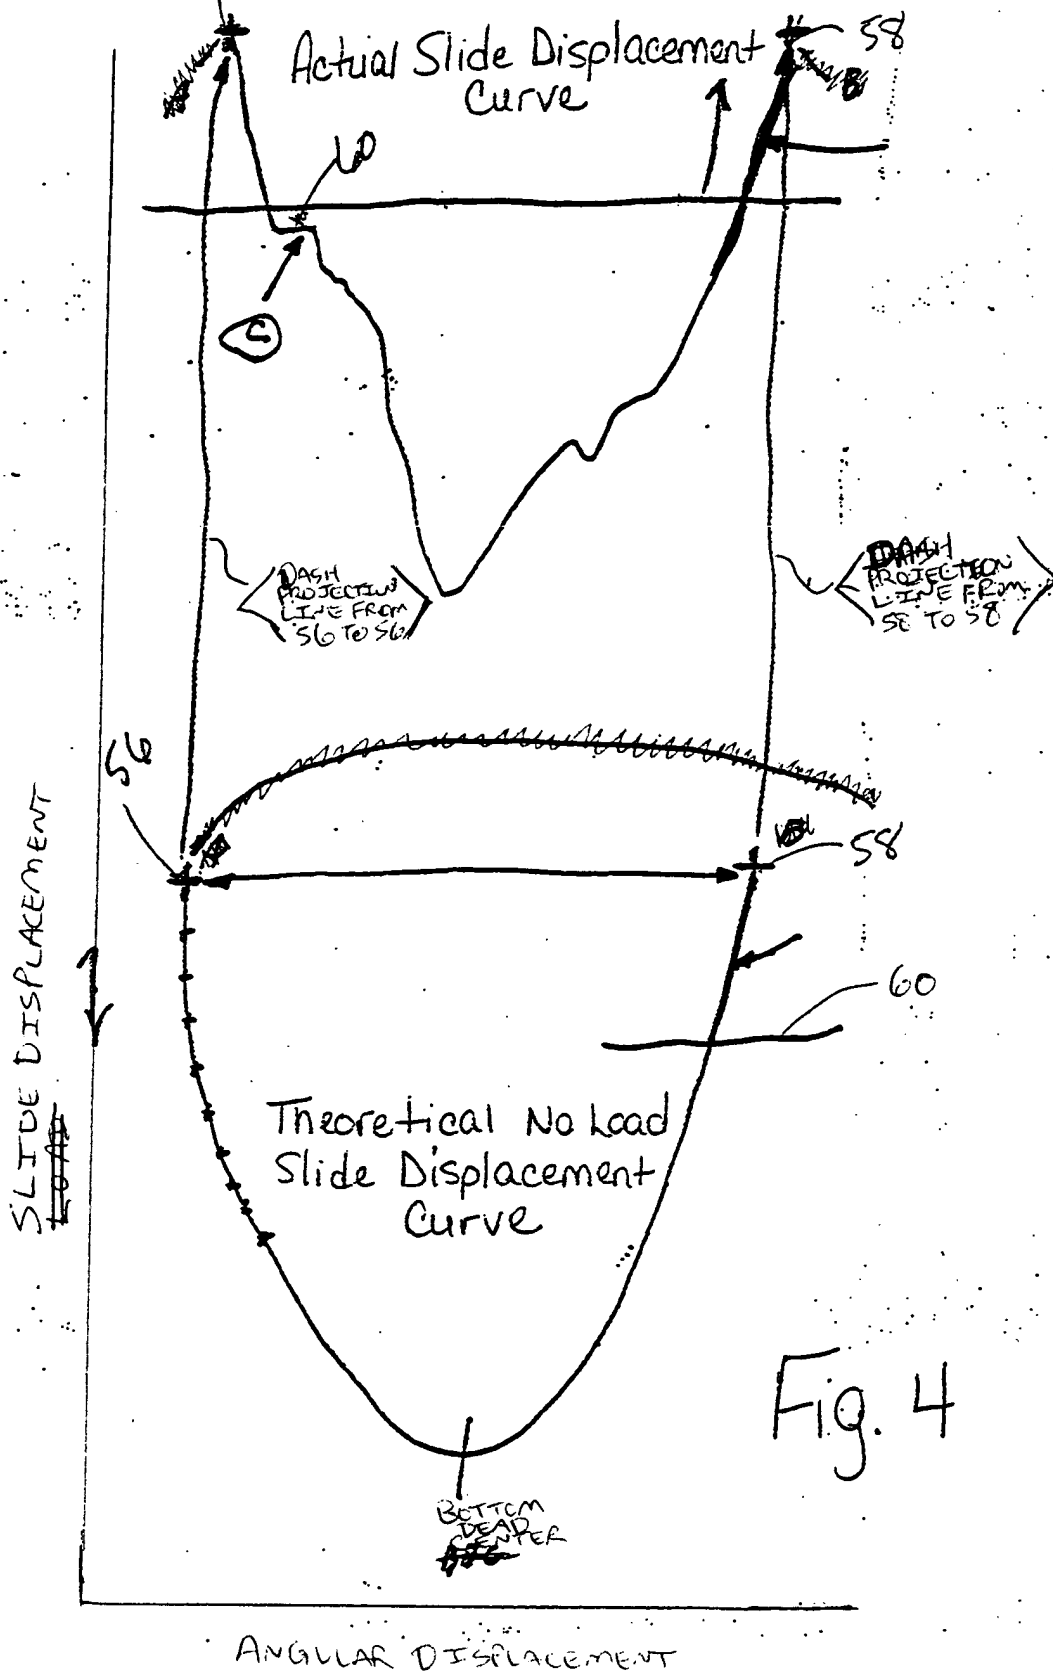 58
Actual Slide Displacement
Curve
60
C
DASH
PROJECTION
LINE FROM
56 TO 56
DASH
PROJECTION
LINE FROM
58 TO 58
56
58
SLIDE DISPLACEMENT
60
Theoretical No Load
Slide Displacement
Curve
Fig. 4
BOTTOM
DEAD
CENTER
ANGULAR DISPLACEMENT